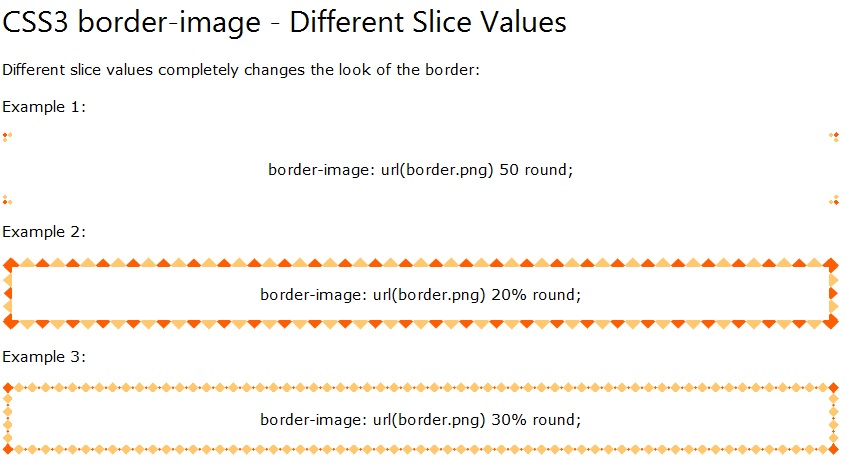 CSS3 border-image - Different Slice Values
Different slice values completely changes the look of the border:
Example 1:
border-image: url(border.png) 50 round;
Example 2:
border-image: url(border.png) 20% round;
Example 3:
border-image: url(border.png) 30% round;